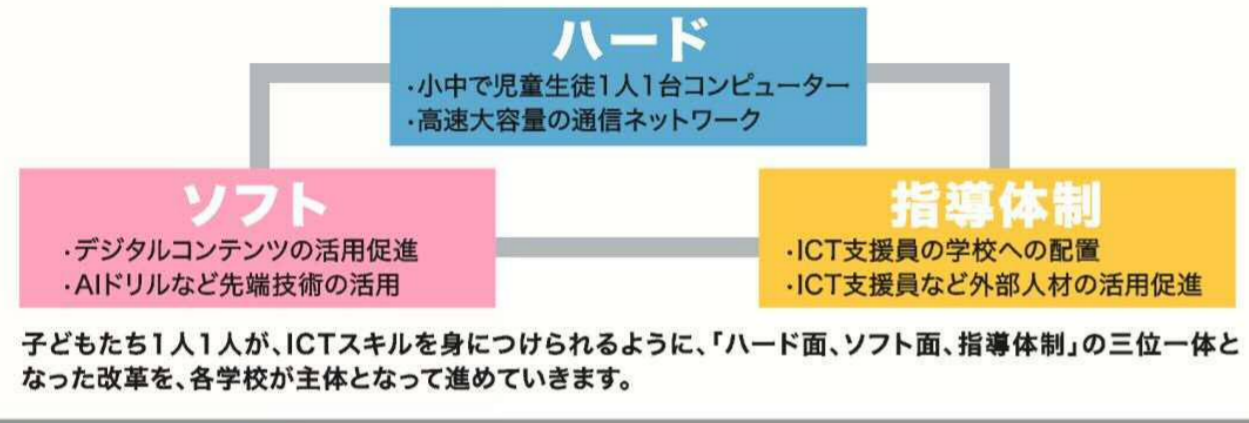 ハード
・小中で児童生徒1人1台コンピューター
・高速大容量の通信ネットワーク
ソフト
・デジタルコンテンツの活用促進
・AIドリルなど先端技術の活用
指導体制
・ICT支援員の学校への配置
・ICT支援員など外部人材の活用促進
子どもたち1人1人が、ICTスキルを身につけられるように、「ハード面、ソフト面、指導体制」の三位一体と
なった改革を、各学校が主体となって進めていきます。